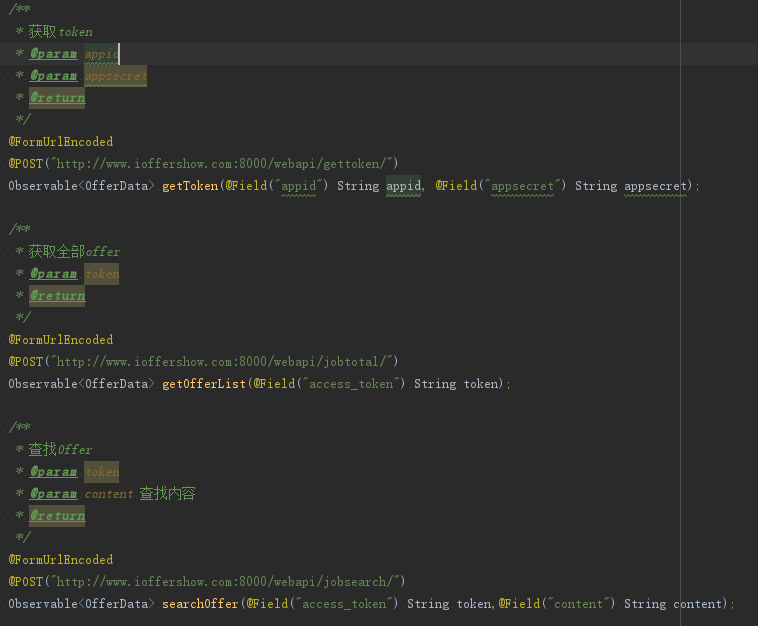 /**
 * 获取token
 * @param appid
 * @param appsecret
 * @return
 */
@FormUrlEncoded
@POST("http://www.ioffershow.com:8000/webapi/gettoken/")
Observable<OfferData> getToken(@Field("appid") String appid, @Field("appsecret") String appsecret);
/**
 * 获取全部offer
 * @param token
 * @return
 */
@FormUrlEncoded
@POST("http://www.ioffershow.com:8000/webapi/jobtotal/")
Observable<OfferData> getOfferList(@Field("access_token") String token);
/**
 * 查找Offer
 * @param token
 * @param content 查找内容
 * @return
 */
@FormUrlEncoded
@POST("http://www.ioffershow.com:8000/webapi/jobsearch/")
Observable<OfferData> searchOffer(@Field("access_token") String token,@Field("content") String content);